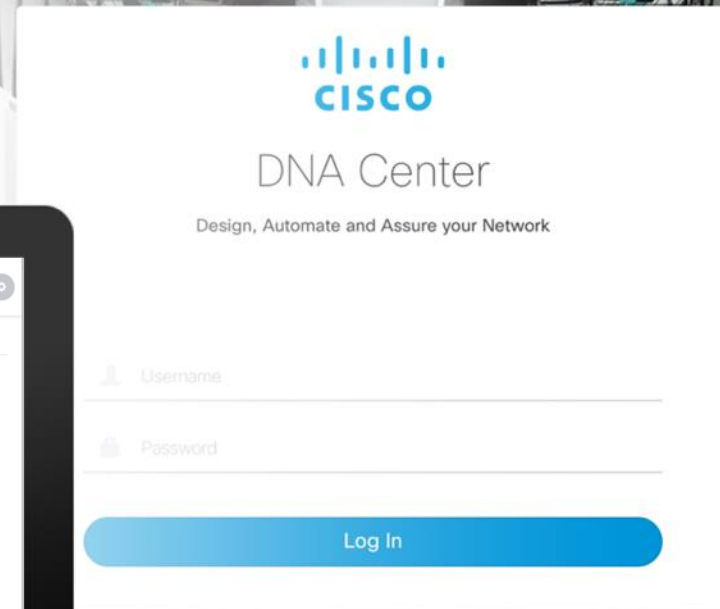 CISCO
DNA Center
Design, Automate and Assure your Network
Username
Password
Log In